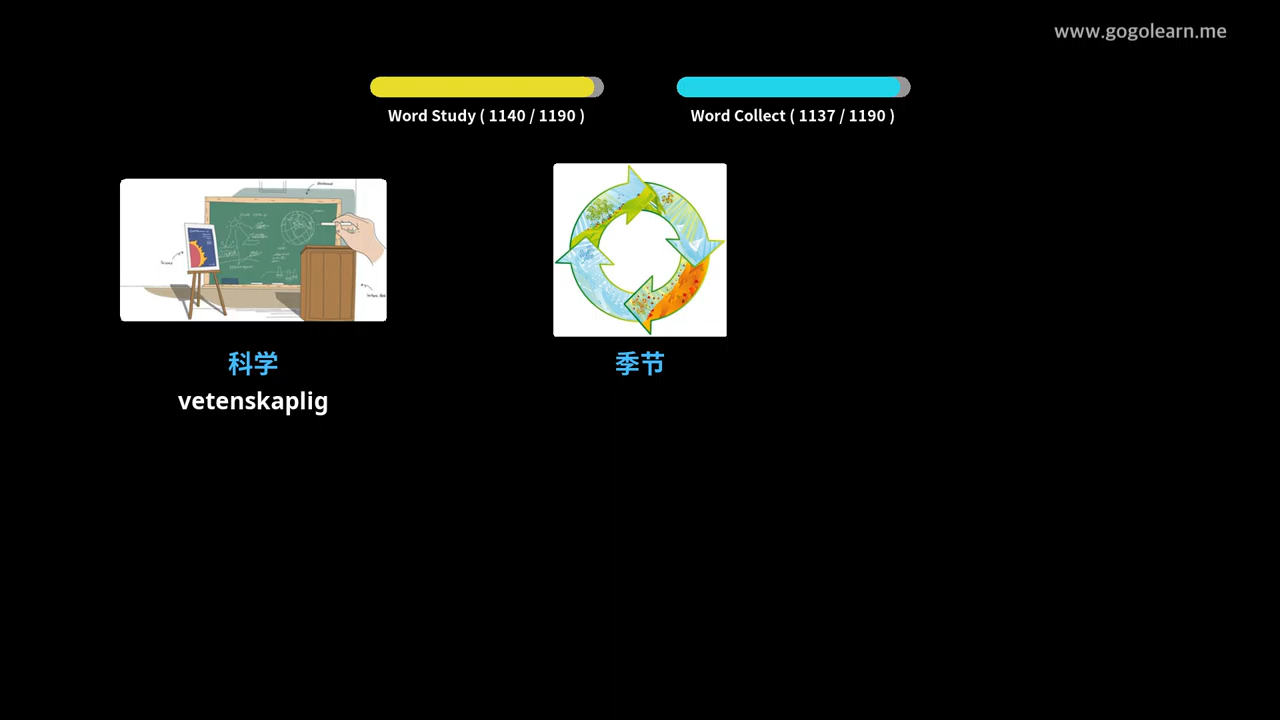 www.gogolearn.me
Word Study ( 1140 / 1190 )
Word Collect ( 1137 / 1190 )
科学
vetenskaplig
季节